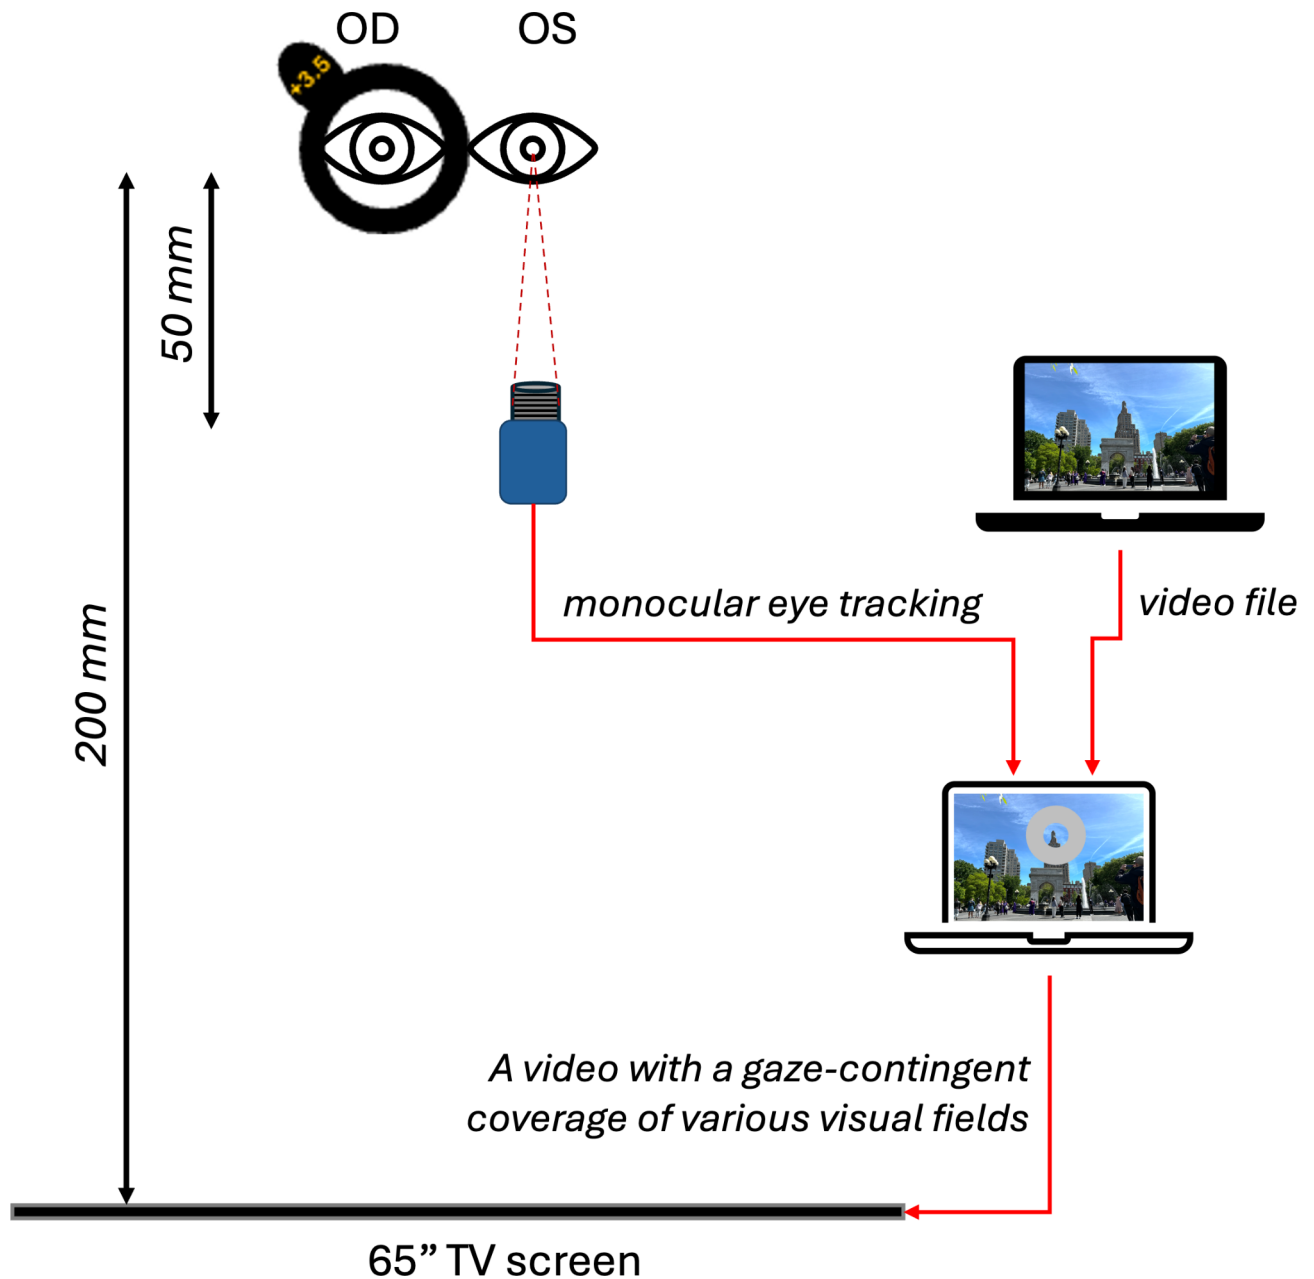 OD
OS
+3.5
50 mm
200 mm
monocular eye tracking
video file
A video with a gaze-contingent
coverage of various visual fields
65” TV screen